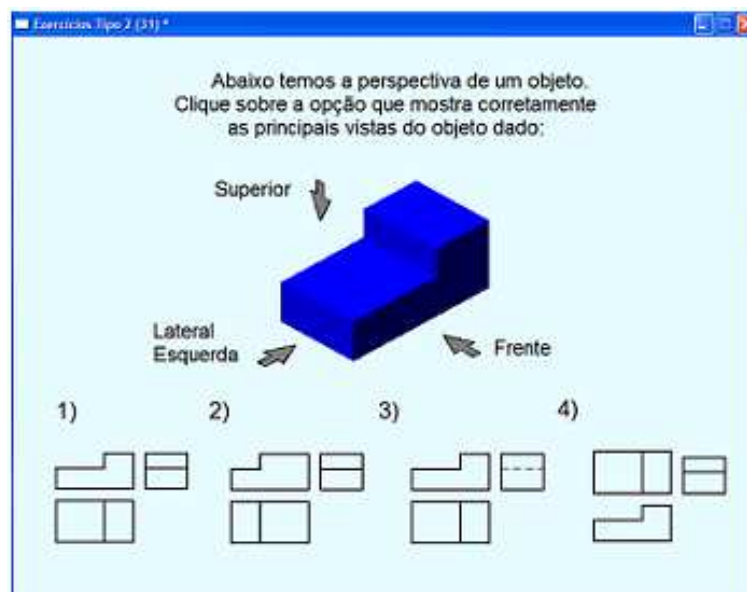 Exercícios Tipo 2 (31) *
Abaixo temos a perspectiva de um objeto.
Clique sobre a opção que mostra corretamente
as principais vistas do objeto dado:
Superior
Lateral
Esquerda
Frente
1) 2) 3) 4)